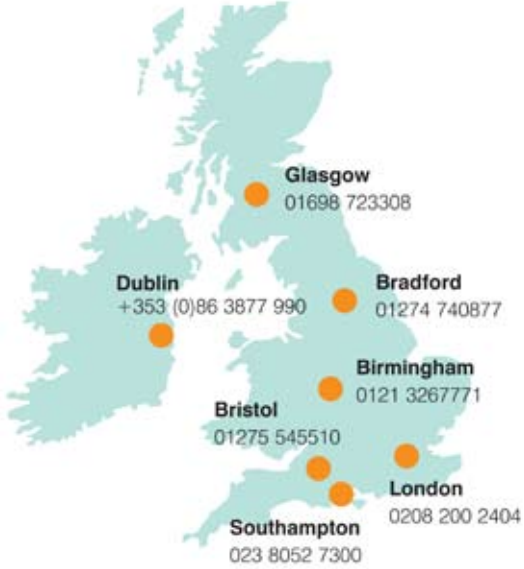 Glasgow
01698 723308
Dublin
+353 (0)86 3877 990
Bradford
01274 740877
Birmingham
0121 3267771
Bristol
01275 545510
London
0208 200 2404
Southampton
023 8052 7300